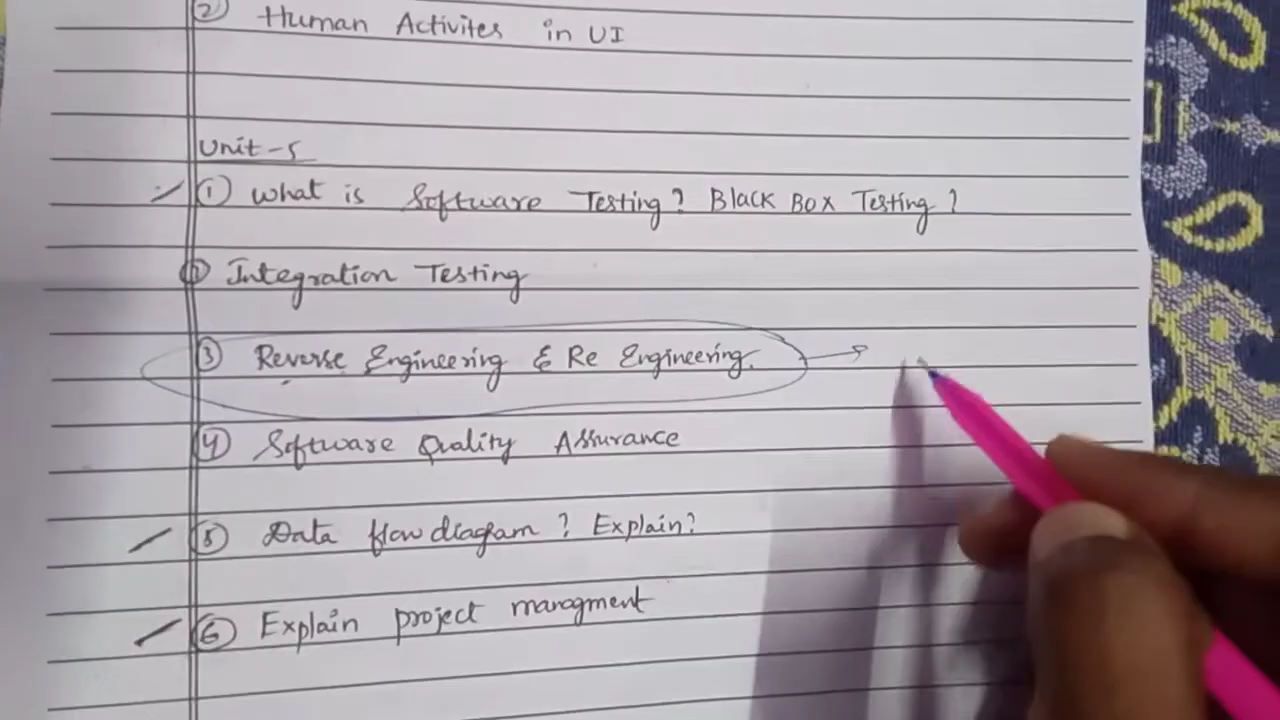 ② Human Activites in UI
Unit-5
① What is Software Testing? Black Box Testing?
② Integration Testing
③ Reverse Engineering & Re Engineering.
④ Software Quality Assurance
⑤ Data flow diagram? Explain?
⑥ Explain project managment